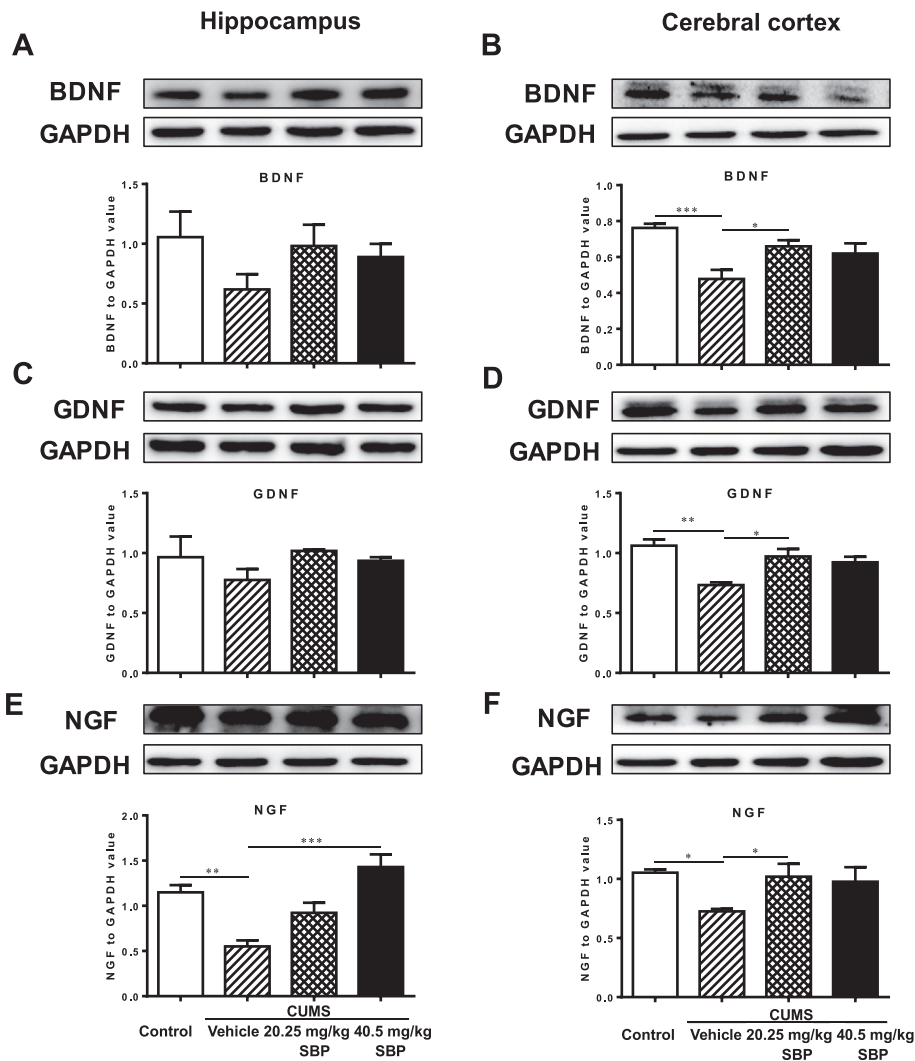 Hippocampus
Cerebral cortex
A
BDNF
GAPDH
BDNF
BDNF to GAPDH value
1.5
1.0
0.5
0.0
B
BDNF
GAPDH
BDNF
BDNF to GAPDH value
1.0
0.8
0.6
0.4
0.2
0.0
***
*
C
GDNF
GAPDH
GDNF
GDNF to GAPDH value
1.5
1.0
0.5
0.0
D
GDNF
GAPDH
GDNF
GDNF to GAPDH value
1.5
1.0
0.5
0.0
**
*
E
NGF
GAPDH
NGF
NGF to GAPDH value
2.0
1.5
1.0
0.5
0.0
**
***
Control
Vehicle
20.25 mg/kg
SBP
40.5 mg/kg
SBP
CUMS
F
NGF
GAPDH
NGF
NGF to GAPDH value
1.5
1.0
0.5
0.0
*
*
Control
Vehicle
20.25 mg/kg
SBP
40.5 mg/kg
SBP
CUMS